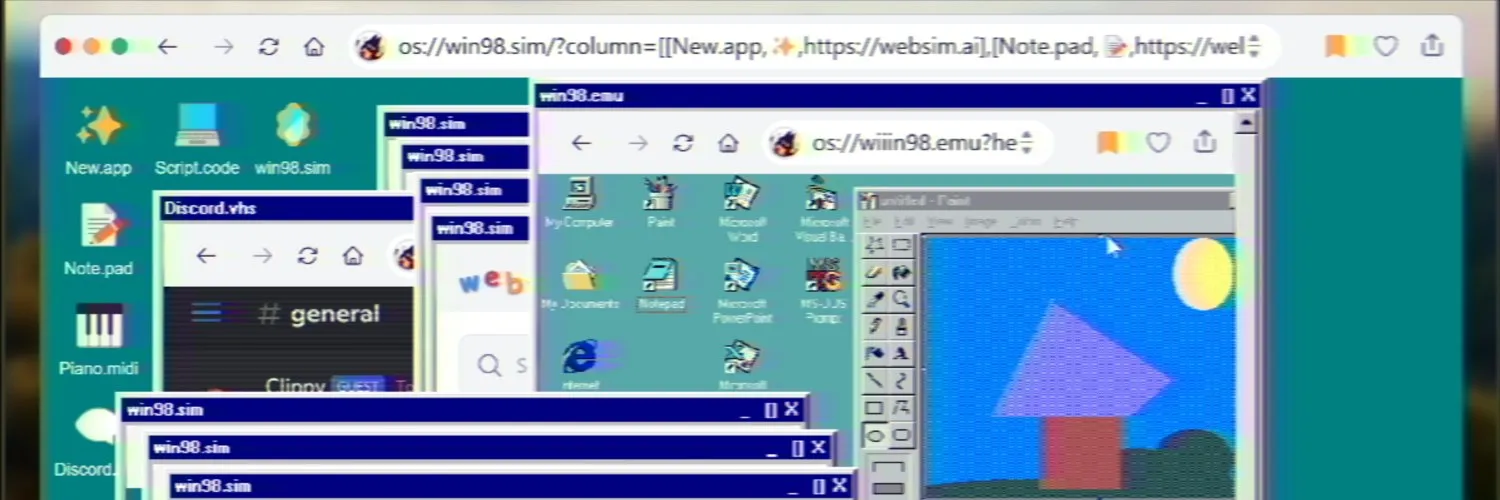 os://win98.sim/?column=[[New.app, ✨,https://websim.ai],[Note.pad, 📝,https://wel
New.app
Script.code
win98.sim
Note.pad
Piano.midi
Discord.
Discord.vhs
# general
Clippy GUEST To
win98.sim
win98.sim
win98.sim
win98.sim
web
S
win98.emu
os://wiiin98.emu?he
My Computer
Paint
Microsoft Word
Microsoft Visual Ba...
My Documents
Notepad
Microsoft PowerPoint
MS-DOS Prompt
Internet
Microsoft
untitled - Paint
File Edit View Image Help
win98.sim
win98.sim
win98.sim